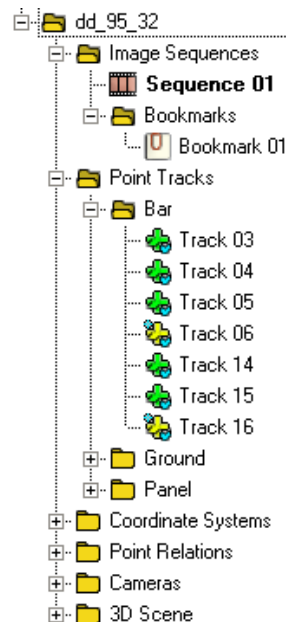 dd_95_32
Image Sequences
Sequence 01
Bookmarks
Bookmark 01
Point Tracks
Bar
Track 03
Track 04
Track 05
Track 06
Track 14
Track 15
Track 16
Ground
Panel
Coordinate Systems
Point Relations
Cameras
3D Scene